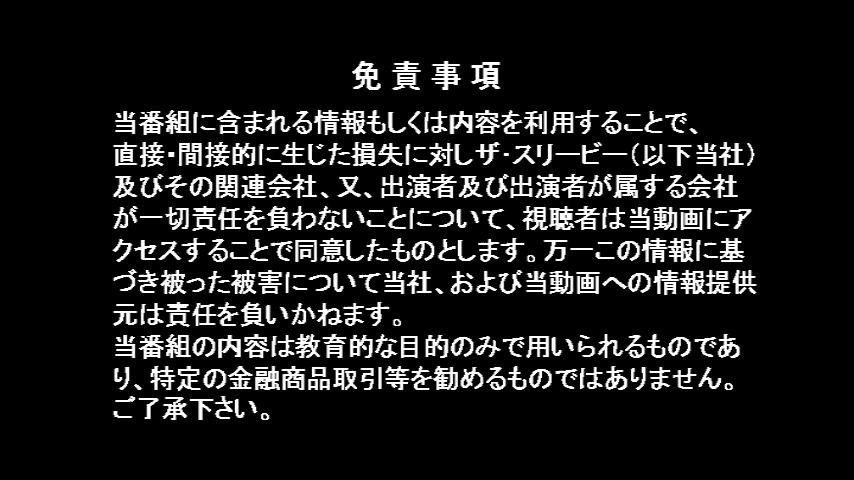 免責事項
当番組に含まれる情報もしくは内容を利用することで、
直接・間接的に生じた損失に対しザ・スリービー（以下当社）
及びその関連会社、又、出演者及び出演者が属する会社
が一切責任を負わないことについて、視聴者は当動画にア
クセスすることで同意したものとします。万一この情報に基
づき被った被害について当社、および当動画への情報提供
元は責任を負いかねます。
当番組の内容は教育的な目的のみで用いられるものであ
り、特定の金融商品取引等を勧めるものではありません。
ご了承下さい。